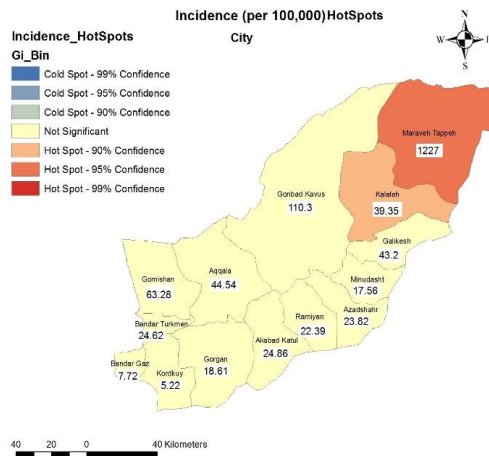 Incidence (per 100,000) HotSpots
City
Incidence_HotSpots
Gi_Bin
Cold Spot - 99% Confidence
Cold Spot - 95% Confidence
Cold Spot - 90% Confidence
Not Significant
Hot Spot - 90% Confidence
Hot Spot - 95% Confidence
Hot Spot - 99% Confidence
N
W
S
Maraveh Tappeh
1227
Kalaleh
39.35
Gonbad Kavus
110.3
Galikesh
43.2
Minudasht
17.56
Azadshahr
23.82
Ramiyan
22.39
Aliabad Katul
24.86
Aqqala
44.54
Gomishan
63.28
Bandar Turkmen
24.62
Bandar Gaz
7.72
Kordkuy
5.22
Gorgan
18.61
40 20 0 40 Kilometers